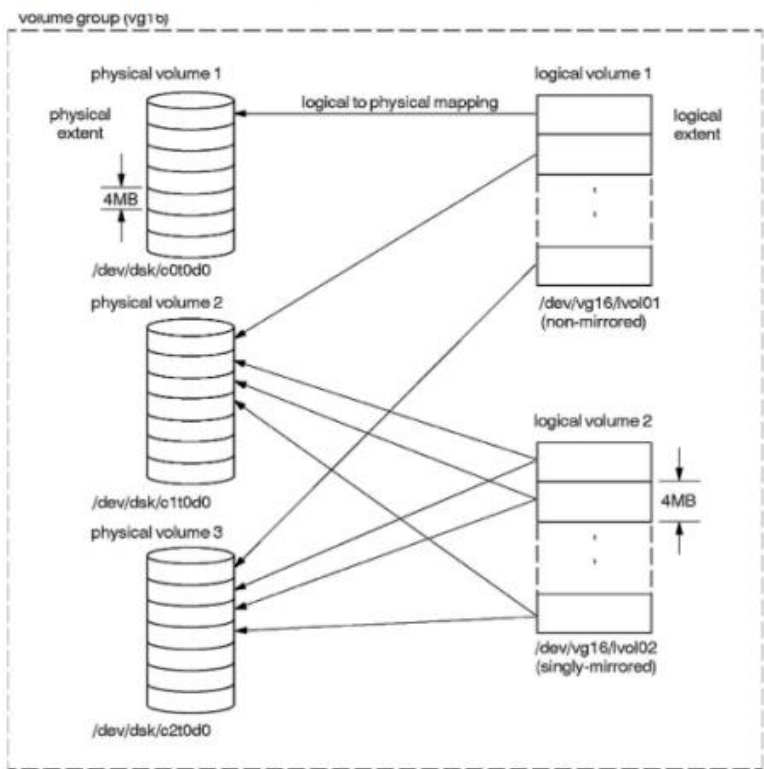 volume group (vg16)
physical volume 1
logical volume 1
physical
extent
logical to physical mapping
logical
extent
4MB
/dev/dsk/c0t0d0
physical volume 2
/dev/vg16/lvol01
(non-mirrored)
logical volume 2
4MB
/dev/dsk/c1t0d0
physical volume 3
/dev/vg16/lvol02
(singly-mirrored)
/dev/dsk/c2t0d0